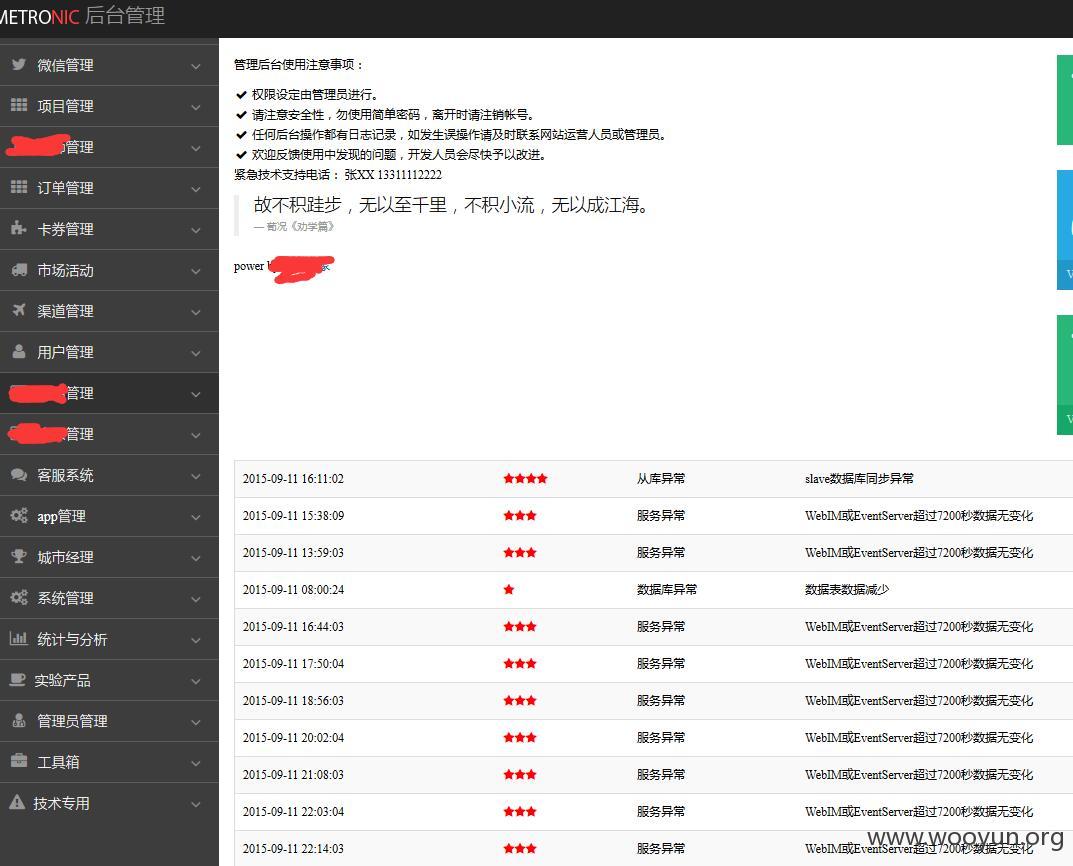 METRONIC 后台管理
微信管理
项目管理
管理
订单管理
卡券管理
市场活动
渠道管理
用户管理
管理
管理
客服系统
app管理
城市经理
系统管理
统计与分析
实验产品
管理员管理
工具箱
技术专用
管理后台使用注意事项：
权限设定由管理员进行。
请注意安全性，勿使用简单密码，离开时请注销帐号。
任何后台操作都有日志记录，如发生误操作请及时联系网站运营人员或管理员。
欢迎反馈使用中发现的问题，开发人员会尽快予以改进。
紧急技术支持电话： 张XX 13311112222
故不积跬步，无以至千里，不积小流，无以成江海。
— 荀况《劝学篇》
power
2015-09-11 16:11:02 ★★★★ 从库异常 slave数据库同步异常
2015-09-11 15:38:09 ★★★ 服务异常 WebIM或EventServer超过7200秒数据无变化
2015-09-11 13:59:03 ★★★ 服务异常 WebIM或EventServer超过7200秒数据无变化
2015-09-11 08:00:24 ★ 数据库异常 数据表数据减少
2015-09-11 16:44:03 ★★★ 服务异常 WebIM或EventServer超过7200秒数据无变化
2015-09-11 17:50:04 ★★★ 服务异常 WebIM或EventServer超过7200秒数据无变化
2015-09-11 18:56:03 ★★★ 服务异常 WebIM或EventServer超过7200秒数据无变化
2015-09-11 20:02:04 ★★★ 服务异常 WebIM或EventServer超过7200秒数据无变化
2015-09-11 21:08:03 ★★★ 服务异常 WebIM或EventServer超过7200秒数据无变化
2015-09-11 22:03:04 ★★★ 服务异常 WebIM或EventServer超过7200秒数据无变化
2015-09-11 22:14:03 ★★★ 服务异常 WebIM或EventServer超过7200秒数据无变化
www.wooyun.org